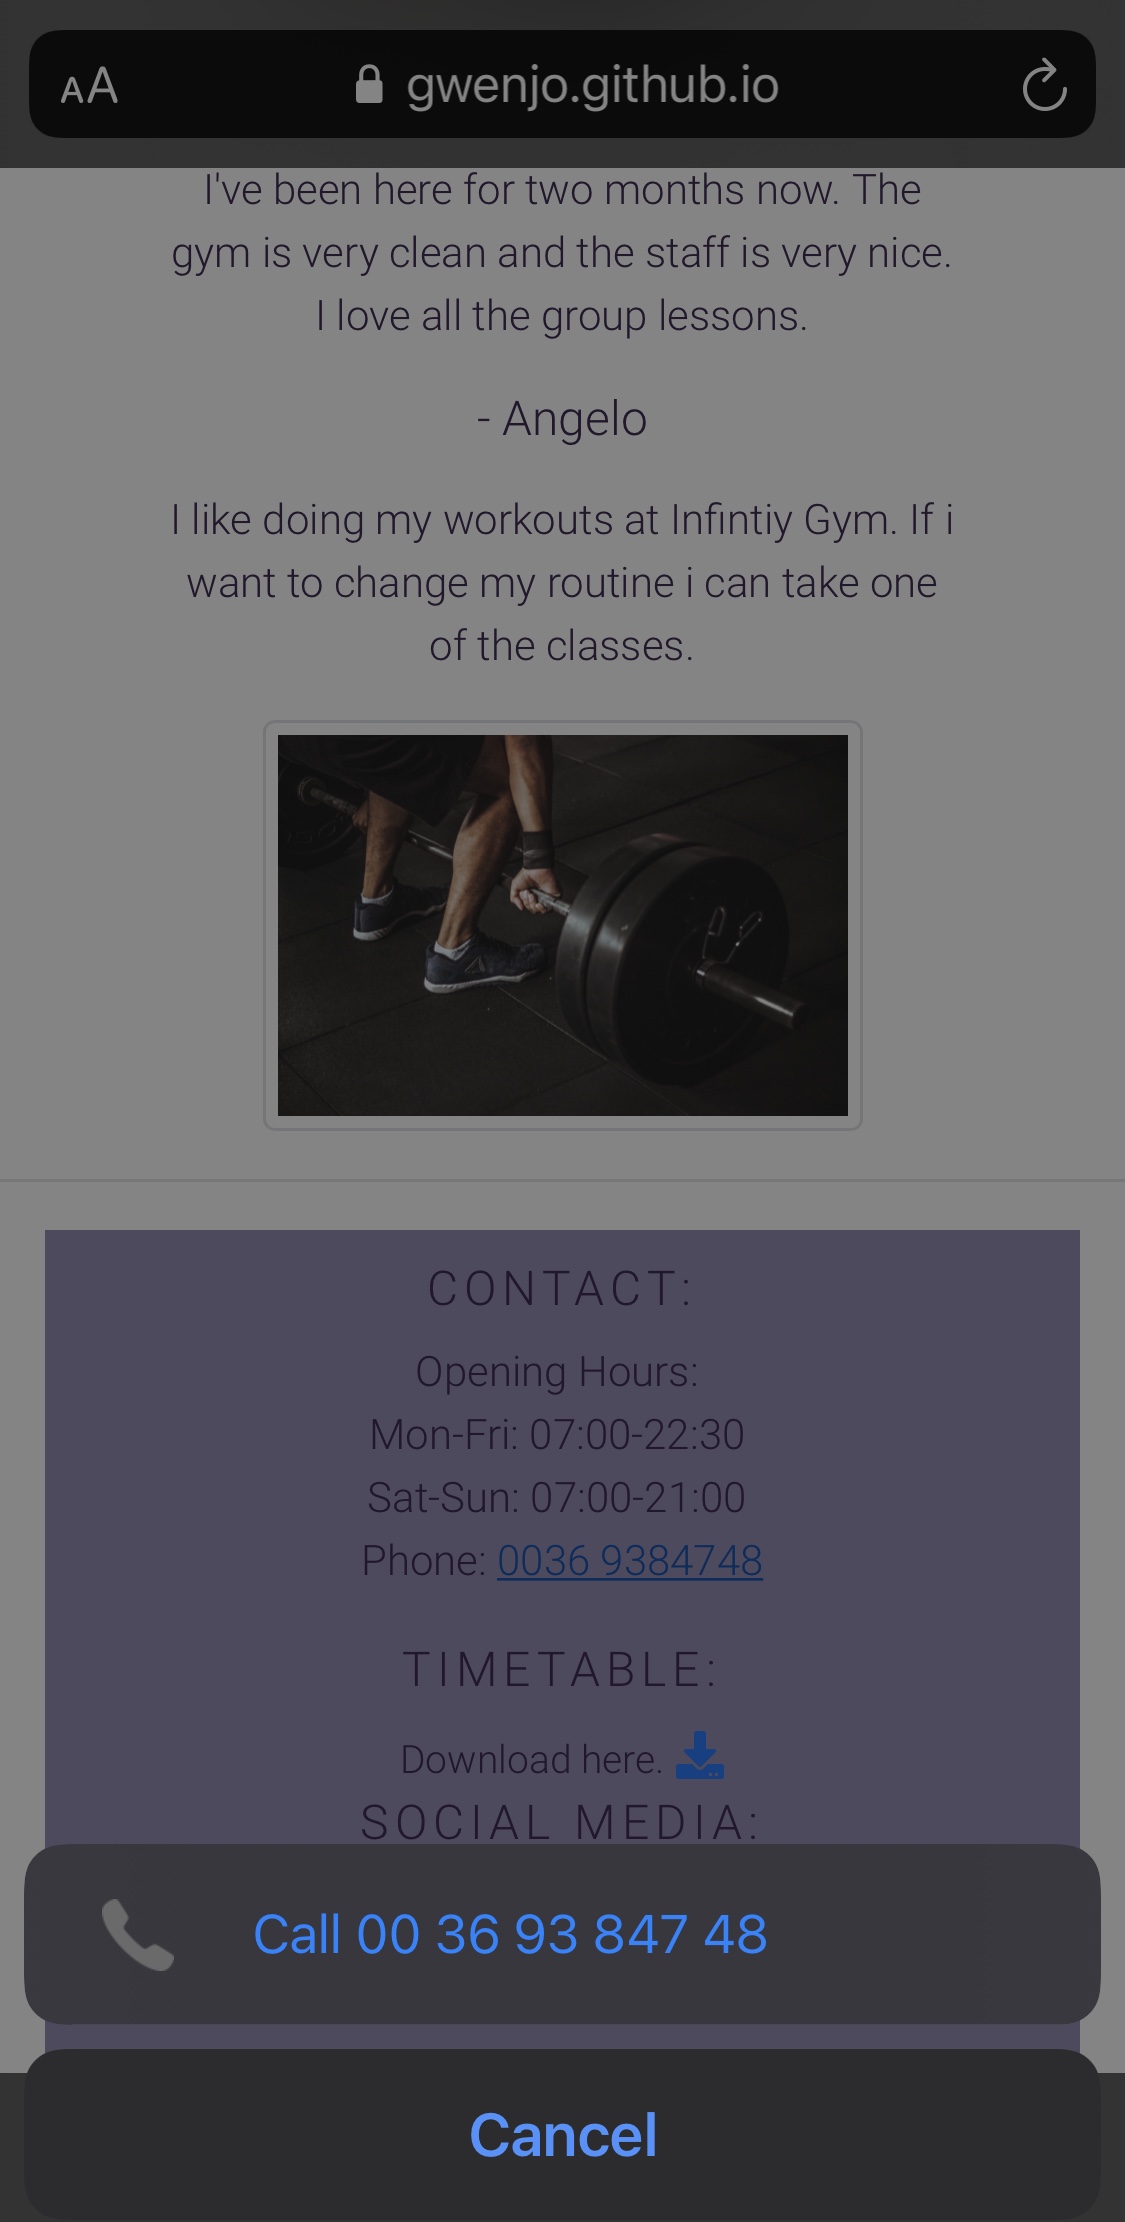 AA gwenjo.github.io
I've been here for two months now. The
gym is very clean and the staff is very nice.
I love all the group lessons.
- Angelo
I like doing my workouts at Infintiy Gym. If i
want to change my routine i can take one
of the classes.
CONTACT:
Opening Hours:
Mon-Fri: 07:00-22:30
Sat-Sun: 07:00-21:00
Phone: 0036 9384748
TIMETABLE:
Download here.
SOCIAL MEDIA:
Call 00 36 93 847 48
Cancel